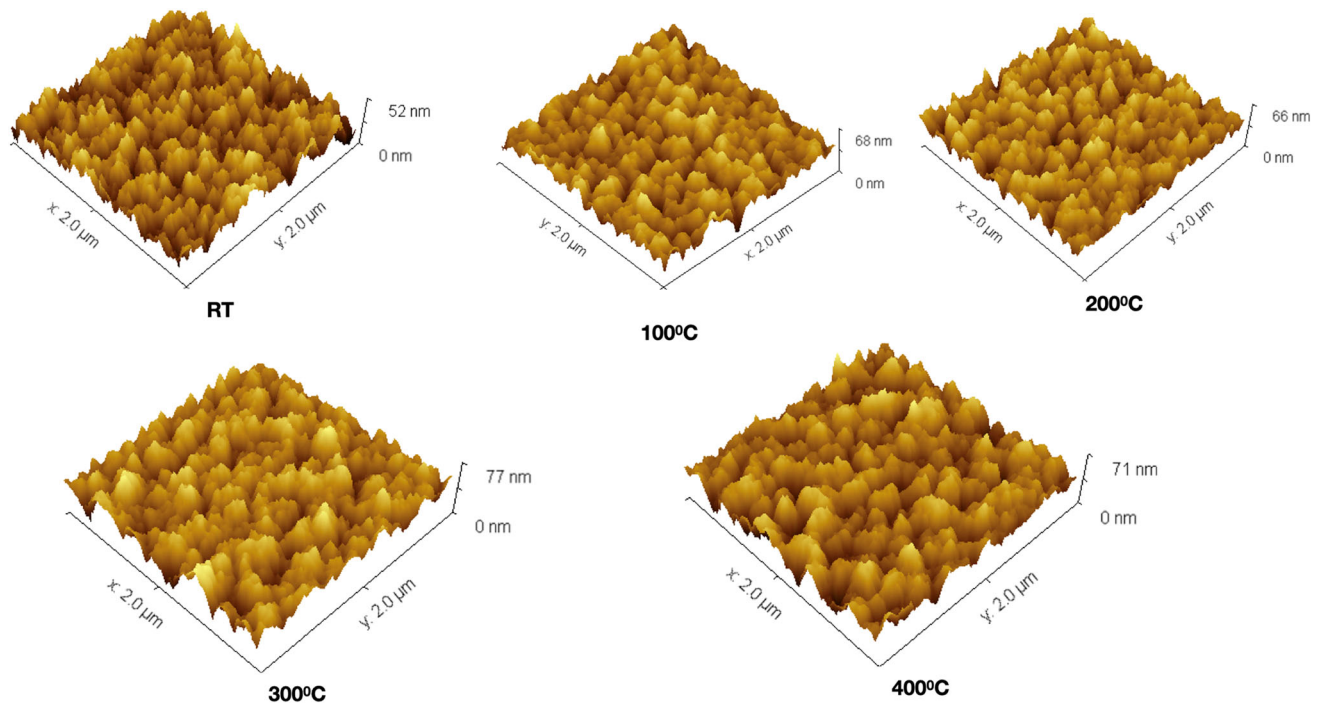 52 nm
0 nm
x: 2.0 µm
y: 2.0 µm
RT
68 nm
0 nm
y: 2.0 µm
x: 2.0 µm
100⁰C
66 nm
0 nm
x: 2.0 µm
y: 2.0 µm
200⁰C
77 nm
0 nm
x: 2.0 µm
y: 2.0 µm
300⁰C
71 nm
0 nm
x: 2.0 µm
y: 2.0 µm
400⁰C